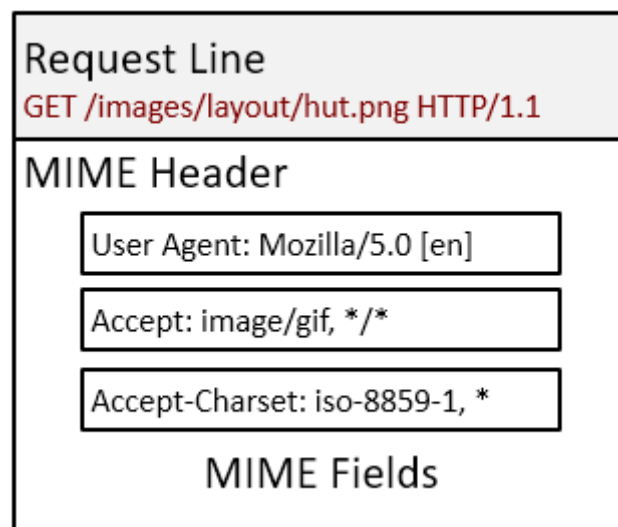 Request Line
GET /images/layout/hut.png HTTP/1.1
MIME Header
User Agent: Mozilla/5.0 [en]
Accept: image/gif, */*
Accept-Charset: iso-8859-1, *
MIME Fields